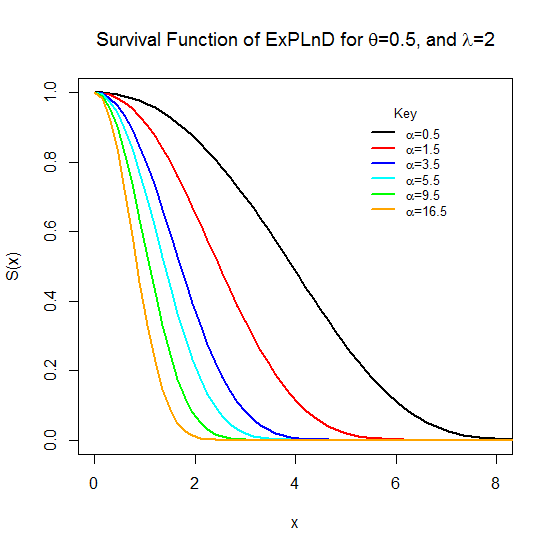 Survival Function of ExPLnD for θ=0.5, and λ=2
Key
α=0.5
α=1.5
α=3.5
α=5.5
α=9.5
α=16.5
S(x)
1.0
0.8
0.6
0.4
0.2
0.0
0 2 4 6 8
x